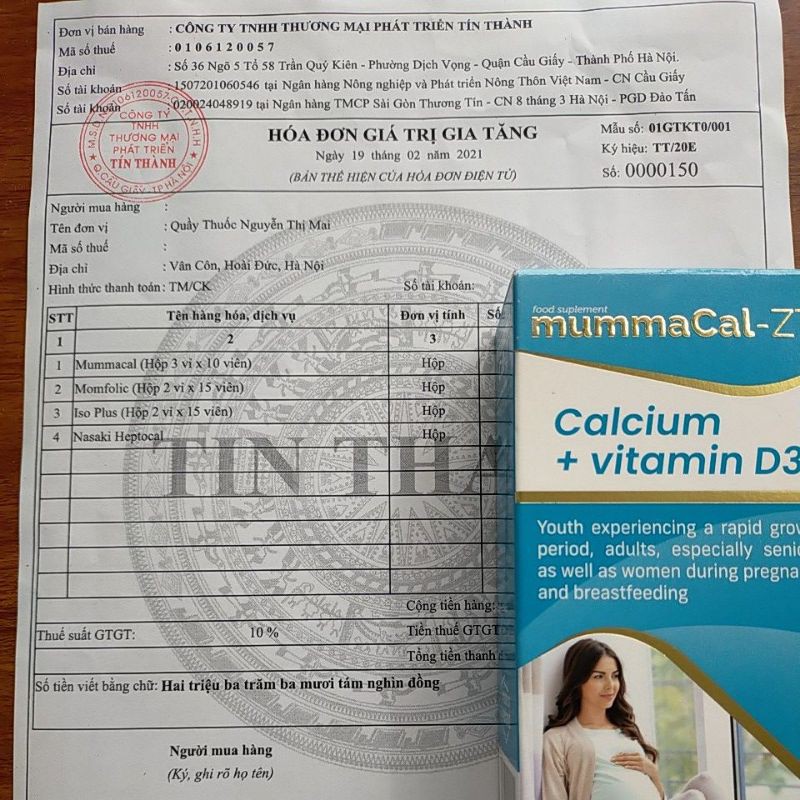 Đơn vị bán hàng : CÔNG TY TNHH THƯƠNG MẠI PHÁT TRIỂN TÍN THÀNH
Mã số thuế : 0106120057
Địa chỉ : Số 36 Ngõ 5 Tổ 58 Trần Quý Kiên - Phường Dịch Vọng - Quận Cầu Giấy - Thành Phố Hà Nội.
Số tài khoản : 1507201060546 tại Ngân hàng Nông nghiệp và Phát triển Nông Thôn Việt Nam - CN Cầu Giấy
Số tài khoản : 020024048919 tại Ngân hàng TMCP Sài Gòn Thương Tín - CN 8 tháng 3 Hà Nội - PGD Đào Tấn
M.S.D.N: 0106120057-C.T.T.N.H.H
CÔNG TY
TNHH
THƯƠNG MẠI
PHÁT TRIỂN
TÍN THÀNH
Q.CẦU GIẤY-TP HÀ NỘI
HÓA ĐƠN GIÁ TRỊ GIA TĂNG
Ngày 19 tháng 02 năm 2021
(BẢN THỂ HIỆN CỦA HÓA ĐƠN ĐIỆN TỬ)
Mẫu số: 01GTKT0/001
Ký hiệu: TT/20E
Số: 0000150
Người mua hàng :
Tên đơn vị : Quầy Thuốc Nguyễn Thị Mai
Mã số thuế :
Địa chỉ : Vân Côn, Hoài Đức, Hà Nội
Hình thức thanh toán : TM/CK Số tài khoản:
STT Tên hàng hóa, dịch vụ Đơn vị tính Số
1 2 3
1 Mummacal (Hộp 3 vỉ x 10 viên) Hộp
2 Momfolic (Hộp 2 vỉ x 15 viên) Hộp
3 Iso Plus (Hộp 2 vỉ x 15 viên) Hộp
4 Nasaki Heptocal Hộp
TIN THA
Cộng tiền hàng:
Thuế suất GTGT: 10 % Tiền thuế GTGT
Tổng tiền thanh
Số tiền viết bằng chữ: Hai triệu ba trăm ba mươi tám nghìn đồng
Người mua hàng
(Ký, ghi rõ họ tên)
food suplement
mummaCal-Z
Calcium
+ vitamin D3
Youth experiencing a rapid grow
period, adults, especially senio
as well as women during pregna
and breastfeeding